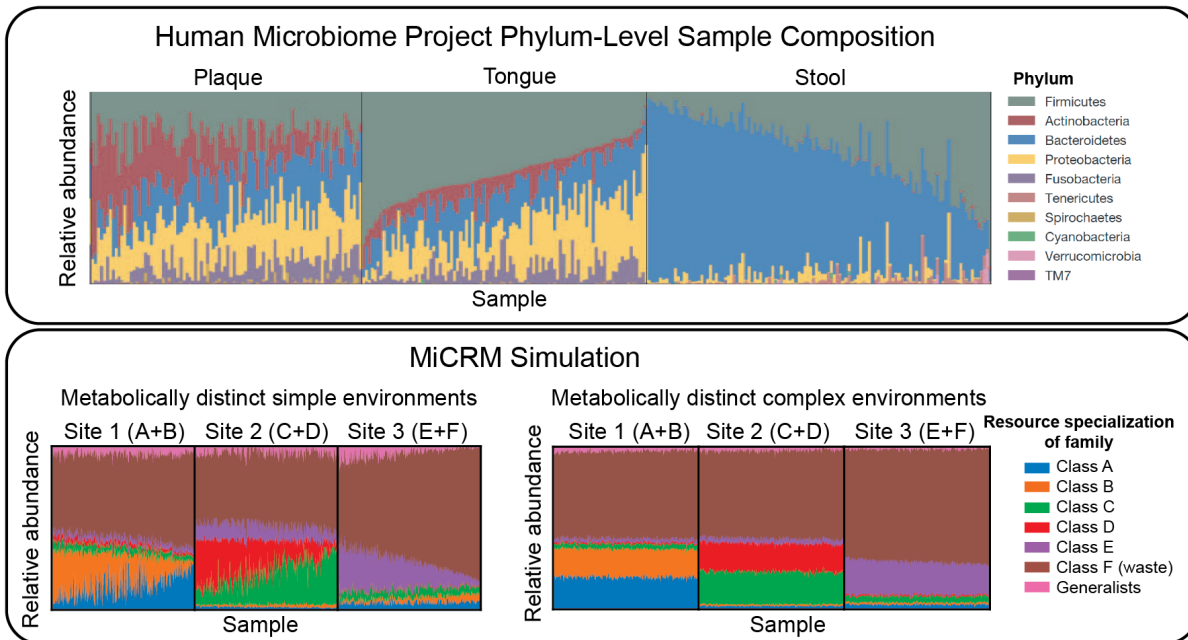 Human Microbiome Project Phylum-Level Sample Composition
Plaque
Tongue
Stool
Relative abundance
Sample
Phylum
Firmicutes
Actinobacteria
Bacteroidetes
Proteobacteria
Fusobacteria
Tenericutes
Spirochaetes
Cyanobacteria
Verrucomicrobia
TM7
MiCRM Simulation
Metabolically distinct simple environments
Site 1 (A+B)
Site 2 (C+D)
Site 3 (E+F)
Relative abundance
Sample
Metabolically distinct complex environments
Site 1 (A+B)
Site 2 (C+D)
Site 3 (E+F)
Relative abundance
Sample
Resource specialization
of family
Class A
Class B
Class C
Class D
Class E
Class F (waste)
Generalists